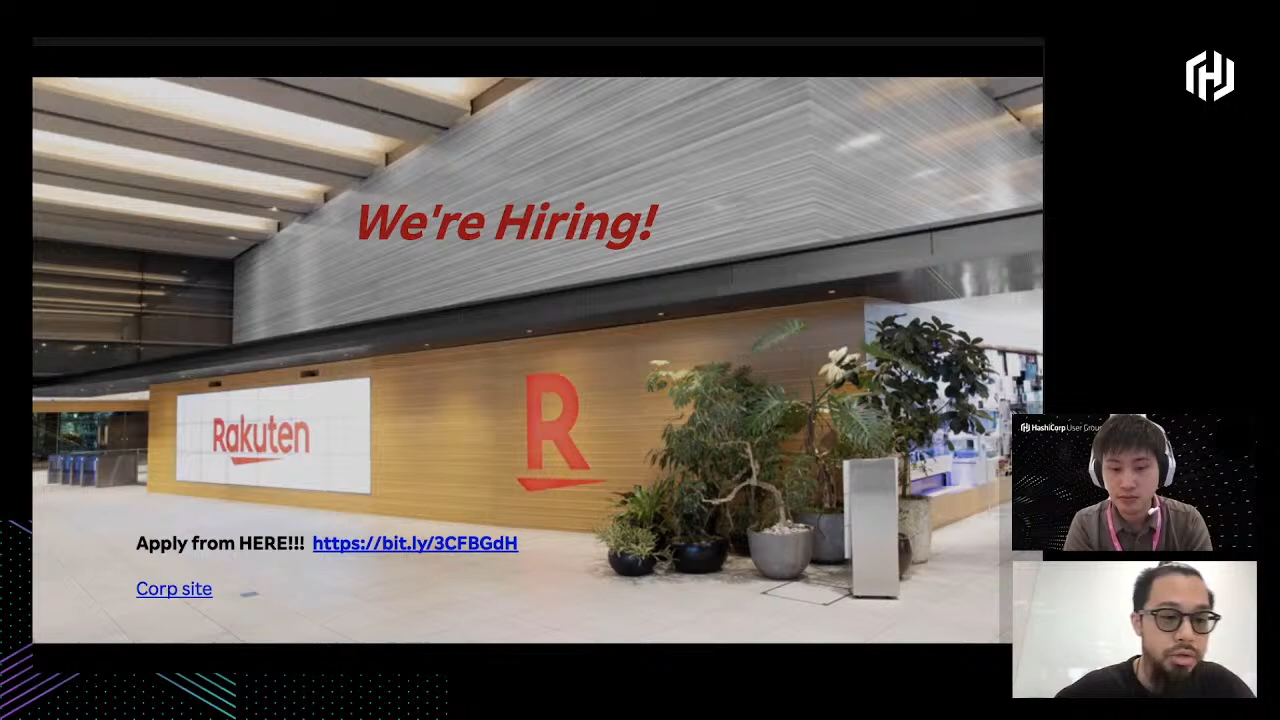 We're Hiring!
Rakuten
R
Apply from HERE!!! https://bit.ly/3CFBGdH
Corp site
HashiCorp User Group